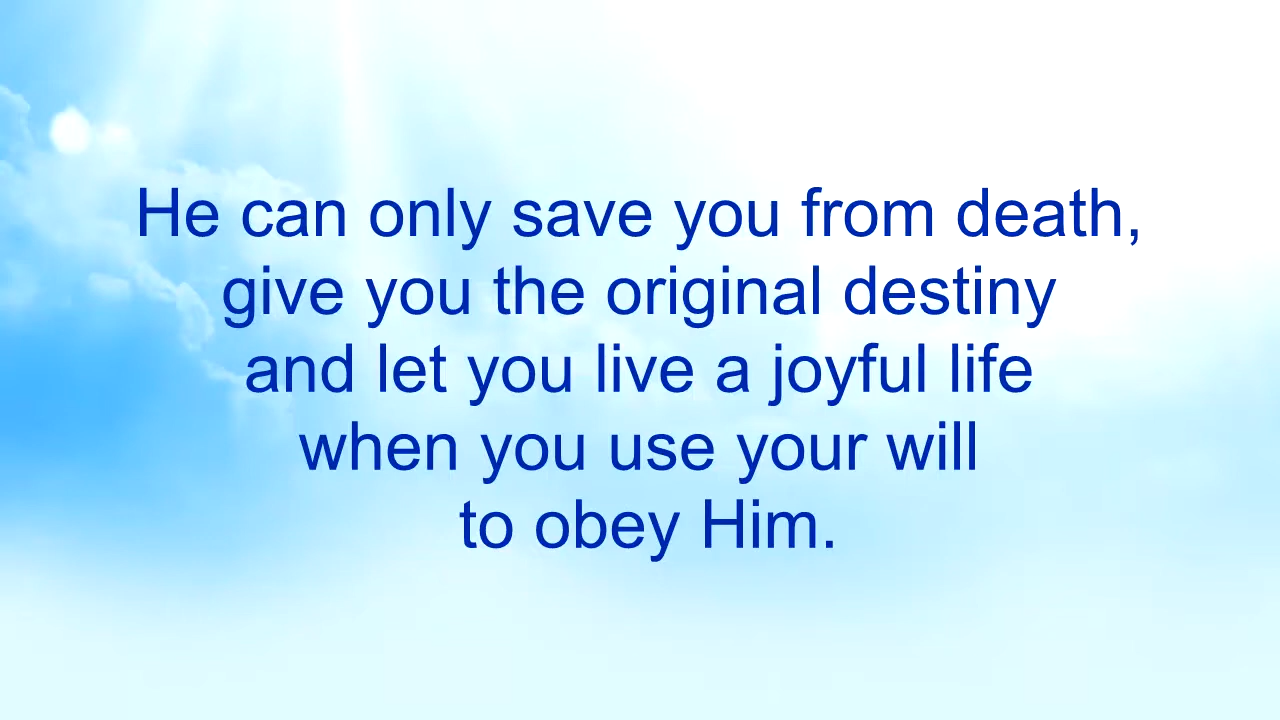 He can only save you from death,
give you the original destiny
and let you live a joyful life
when you use your will
to obey Him.